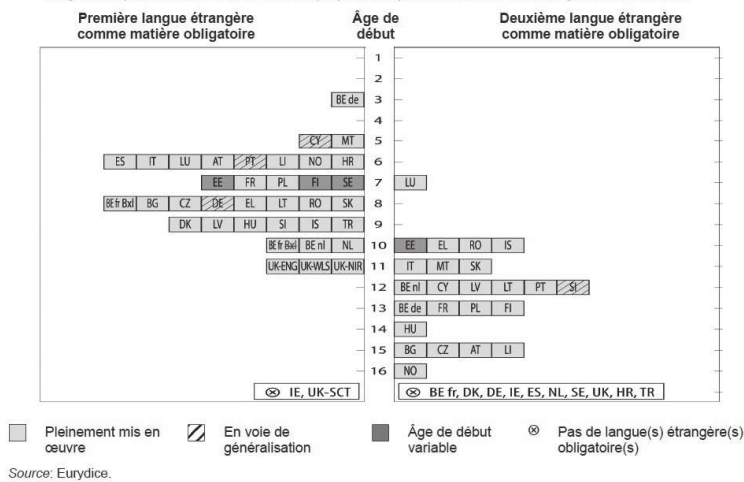 Première langue étrangère
comme matière obligatoire
Âge de
début
Deuxième langue étrangère
comme matière obligatoire
1
2
BE de 3
4
CY MT 5
ES IT LU AT PT LI NO HR 6
EE FR PL FI SE 7 LU
BE fr Bxl BG CZ DE EL LT RO SK 8
DK LV HU SI IS TR 9
BE fr Bxl BE nl NL 10 EE EL RO IS
UK-ENG UK-WLS UK-NIR 11 IT MT SK
12 BE nl CY LV LT PT SI
13 BE de FR PL FI
14 HU
15 BG CZ AT LI
16 NO
⊗ IE, UK-SCT
⊗ BE fr, DK, DE, IE, ES, NL, SE, UK, HR, TR
Pleinement mis en
œuvre
En voie de
généralisation
Âge de début
variable
⊗ Pas de langue(s) étrangère(s)
obligatoire(s)
Source: Eurydice.